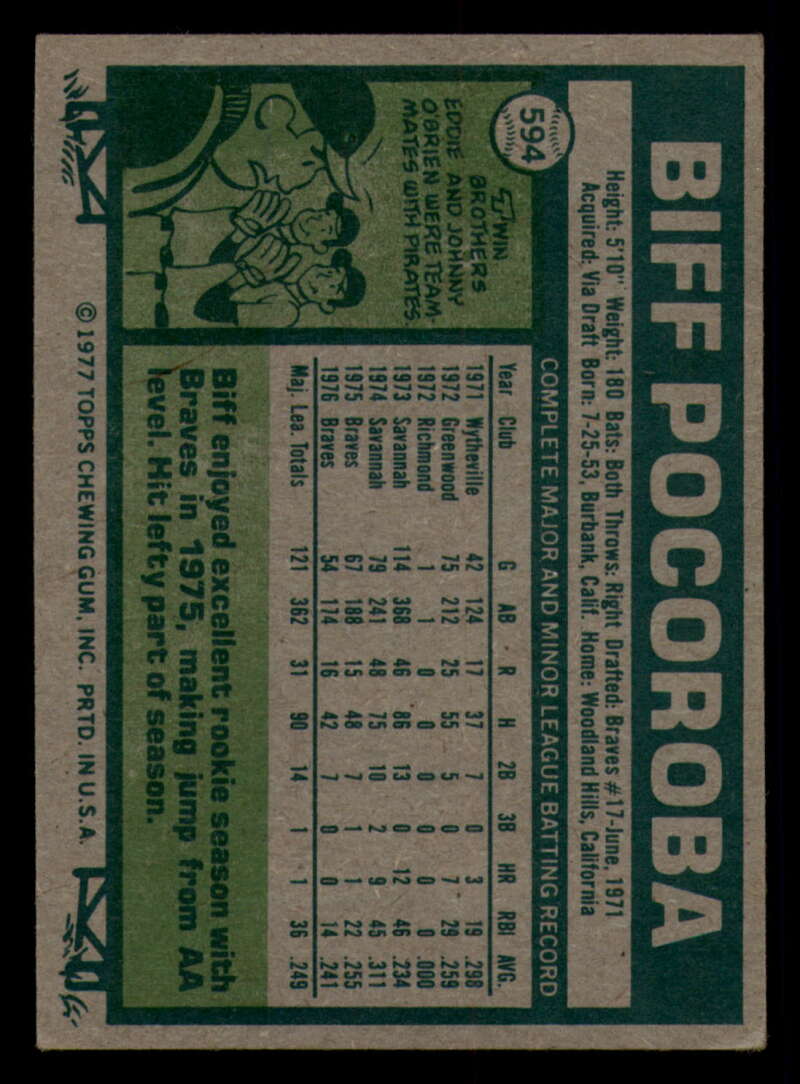 594
BIFF POCOROBA
Height: 5'10" Weight: 180 Bats: Both Throws: Right Drafted: Braves #17-June, 1971
Acquired: Via Draft Born: 7-25-53, Burbank, Calif. Home: Woodland Hills, California
TWIN
BROTHERS
EDDIE AND JOHNNY
O'BRIEN WERE TEAM-
MATES WITH PIRATES.
COMPLETE MAJOR AND MINOR LEAGUE BATTING RECORD
Year Club G AB R H 2B 3B HR RBI AVG.
1971 Wytheville 42 124 17 37 7 0 3 19 .298
1972 Greenwood 75 212 25 55 5 0 7 29 .259
1972 Richmond 1 1 0 0 0 0 0 0 .000
1973 Savannah 114 368 46 86 13 0 12 46 .234
1974 Savannah 79 241 48 75 10 2 9 45 .311
1975 Braves 67 188 15 48 7 1 1 22 .255
1976 Braves 54 174 16 42 7 0 0 14 .241
Maj. Lea. Totals 121 362 31 90 14 1 1 36 .249
Biff enjoyed excellent rookie season with
Braves in 1975, making jump from AA
level. Hit lefty part of season.
© 1977 TOPPS CHEWING GUM, INC. PRTD. IN U.S.A.